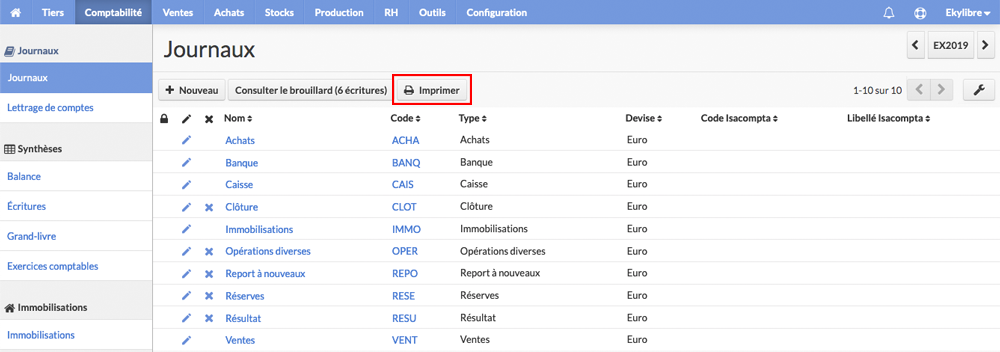 Tiers Comptabilité Ventes Achats Stocks Production RH Outils Configuration Ekylibre
Journaux
Journaux
Lettrage de comptes
Synthèses
Balance
Écritures
Grand-livre
Exercices comptables
Immobilisations
Immobilisations
Journaux
EX2019
Nouveau Consulter le brouillard (6 écritures) Imprimer 1-10 sur 10
Nom Code Type Devise Code Isacompta Libellé Isacompta
Achats ACHA Achats Euro
Banque BANQ Banque Euro
Caisse CAIS Caisse Euro
Clôture CLOT Clôture Euro
Immobilisations IMMO Immobilisations Euro
Opérations diverses OPER Opérations diverses Euro
Report à nouveaux REPO Report à nouveaux Euro
Réserves RESE Réserves Euro
Résultat RESU Résultat Euro
Ventes VENT Ventes Euro